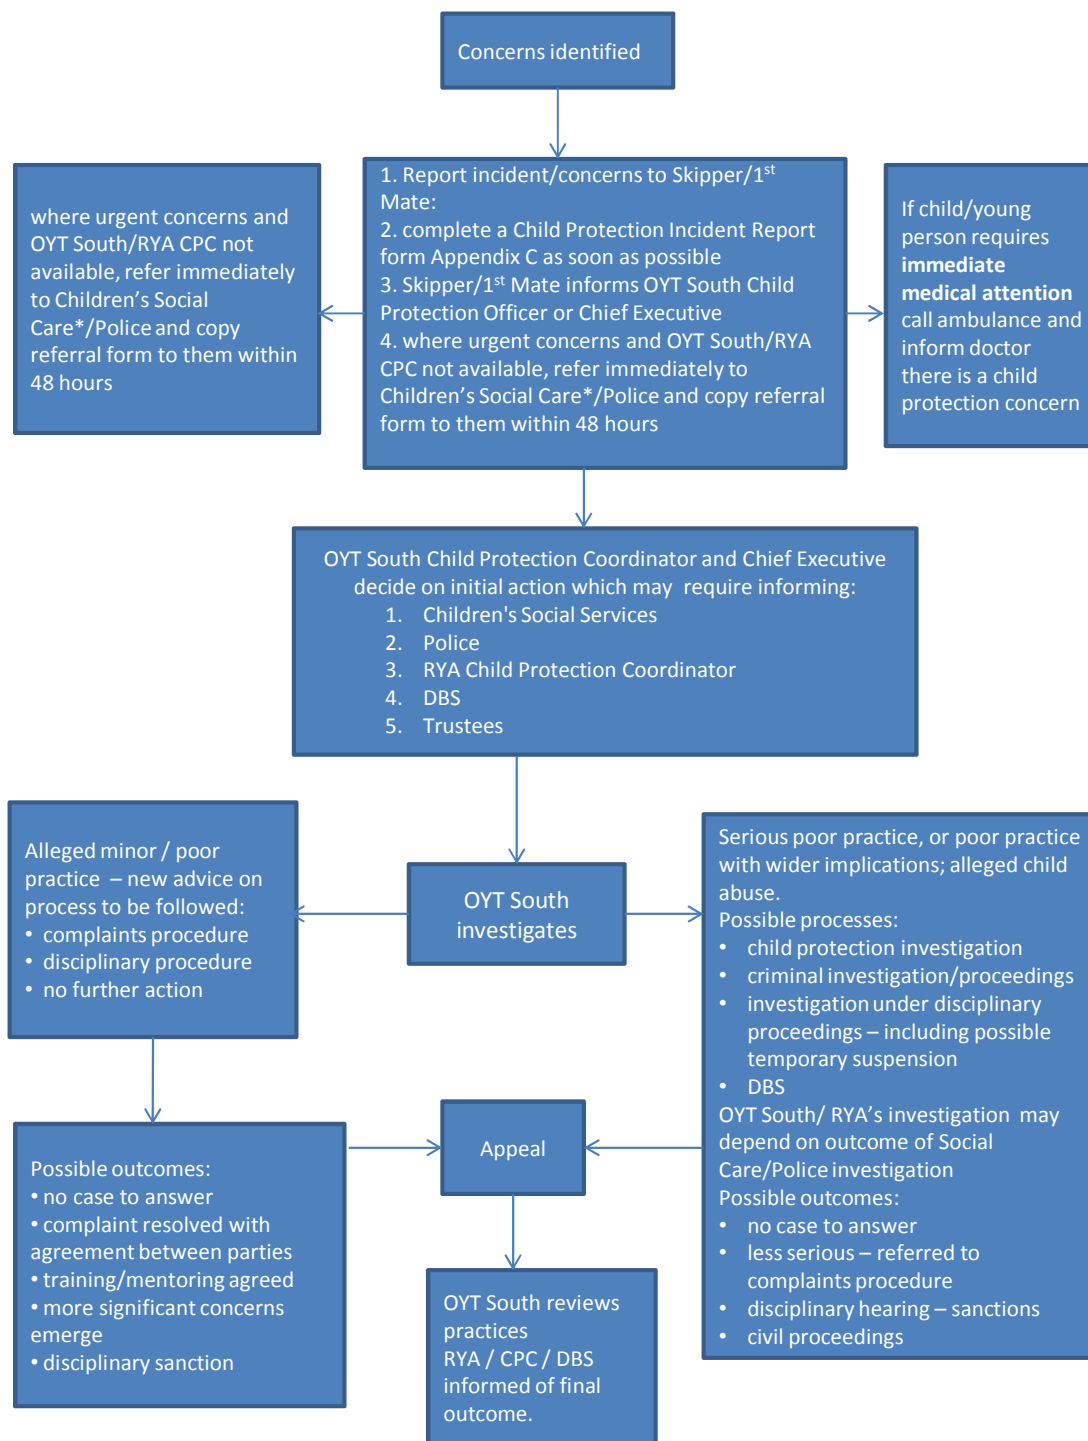 Concerns identified
where urgent concerns and
OYT South/RYA CPC not
available, refer immediately
to Children’s Social
Care*/Police and copy
referral form to them within
48 hours
1. Report incident/concerns to Skipper/1st
Mate:
2. complete a Child Protection Incident Report
form Appendix C as soon as possible
3. Skipper/1st Mate informs OYT South Child
Protection Officer or Chief Executive
4. where urgent concerns and OYT South/RYA
CPC not available, refer immediately to
Children’s Social Care*/Police and copy referral
form to them within 48 hours
If child/young
person requires
immediate
medical attention
call ambulance and
inform doctor
there is a child
protection concern
OYT South Child Protection Coordinator and Chief Executive
decide on initial action which may require informing:
1. Children's Social Services
2. Police
3. RYA Child Protection Coordinator
4. DBS
5. Trustees
Alleged minor / poor
practice – new advice on
process to be followed:
• complaints procedure
• disciplinary procedure
• no further action
OYT South
investigates
Serious poor practice, or poor practice
with wider implications; alleged child
abuse.
Possible processes:
• child protection investigation
• criminal investigation/proceedings
• investigation under disciplinary
proceedings – including possible
temporary suspension
• DBS
OYT South/ RYA’s investigation may
depend on outcome of Social
Care/Police investigation
Possible outcomes:
• no case to answer
• less serious – referred to
complaints procedure
• disciplinary hearing – sanctions
• civil proceedings
Possible outcomes:
• no case to answer
• complaint resolved with
agreement between parties
• training/mentoring agreed
• more significant concerns
emerge
• disciplinary sanction
Appeal
OYT South reviews
practices
RYA / CPC / DBS
informed of final
outcome.